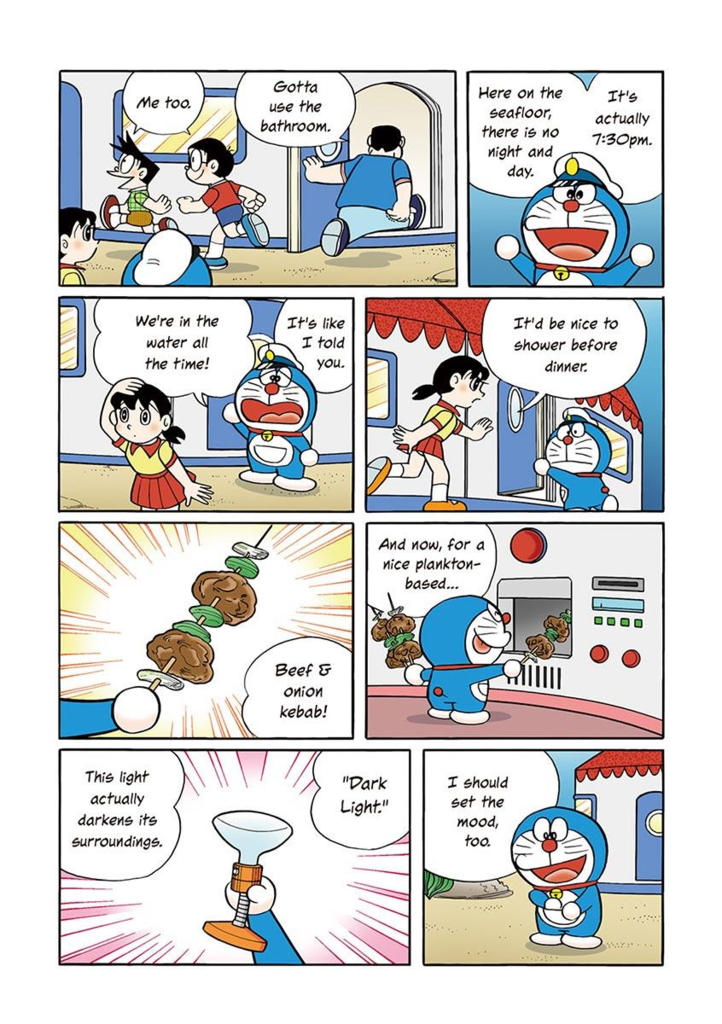 It's
actually
7:30pm.
Here on the
seafloor,
there is no
night and
day.
Gotta
use the
bathroom.
Me too.
It'd be nice to
shower before
dinner.
It's like
I told
you.
We're in the
water all
the time!
And now, for a
nice plankton-
based...
Beef &
onion
kebab!
I should
set the
mood,
too.
"Dark
Light."
This light
actually
darkens its
surroundings.